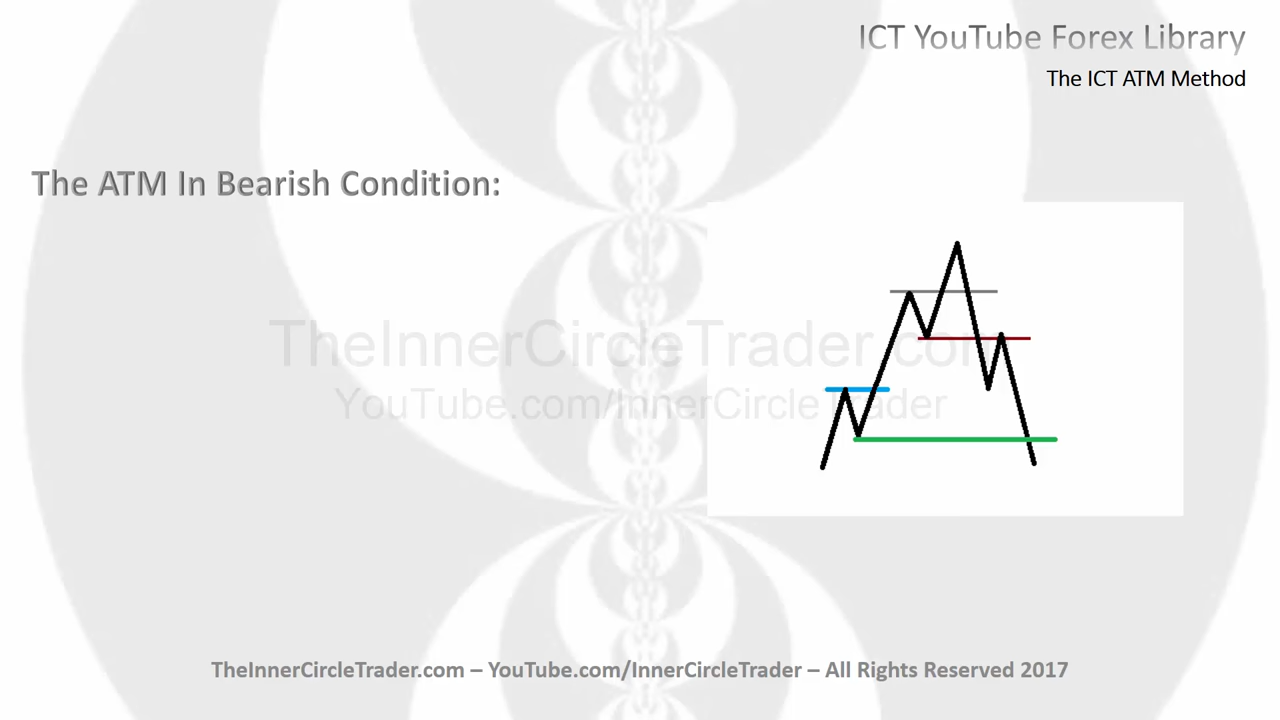 ICT YouTube Forex Library
The ICT ATM Method
The ATM In Bearish Condition:
TheInnerCircleTrader.com
YouTube.com/InnerCircleTrader
TheInnerCircleTrader.com – YouTube.com/InnerCircleTrader – All Rights Reserved 2017